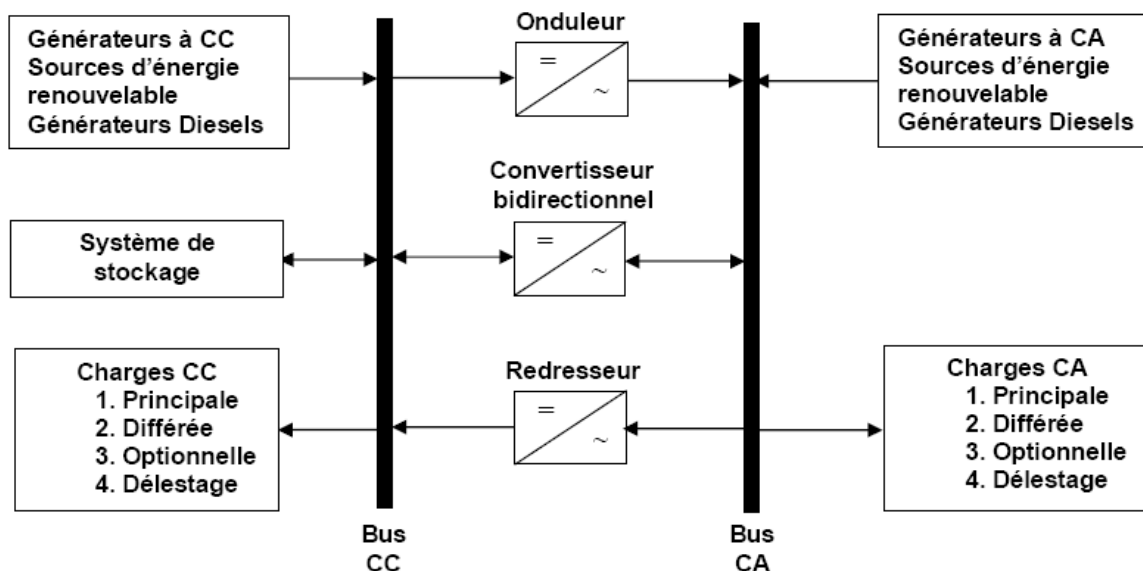 Générateurs à CC
Sources d'énergie
renouvelable
Générateurs Diesels
Onduleur
=
~
Générateurs à CA
Sources d'énergie
renouvelable
Générateurs Diesels
Système de
stockage
Convertisseur
bidirectionnel
=
~
Charges CC
1. Principale
2. Différée
3. Optionnelle
4. Délestage
Redresseur
=
~
Charges CA
1. Principale
2. Différée
3. Optionnelle
4. Délestage
Bus
CC
Bus
CA